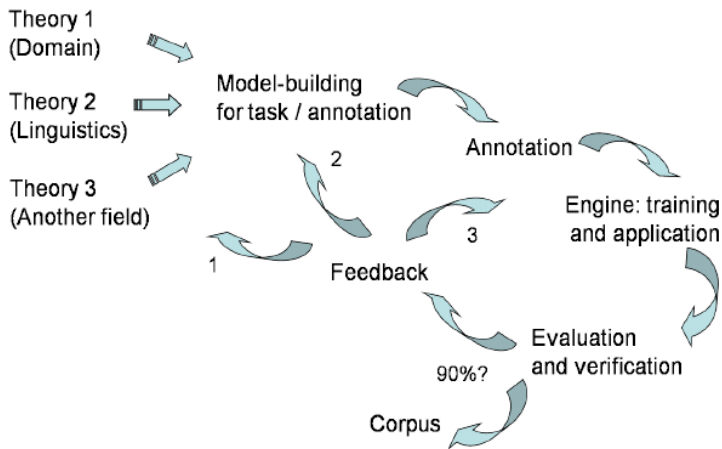 Theory 1
(Domain)
Theory 2
(Linguistics)
Theory 3
(Another field)
Model-building
for task / annotation
Annotation
Engine: training
and application
Evaluation
and verification
90%?
Corpus
Feedback
1
2
3